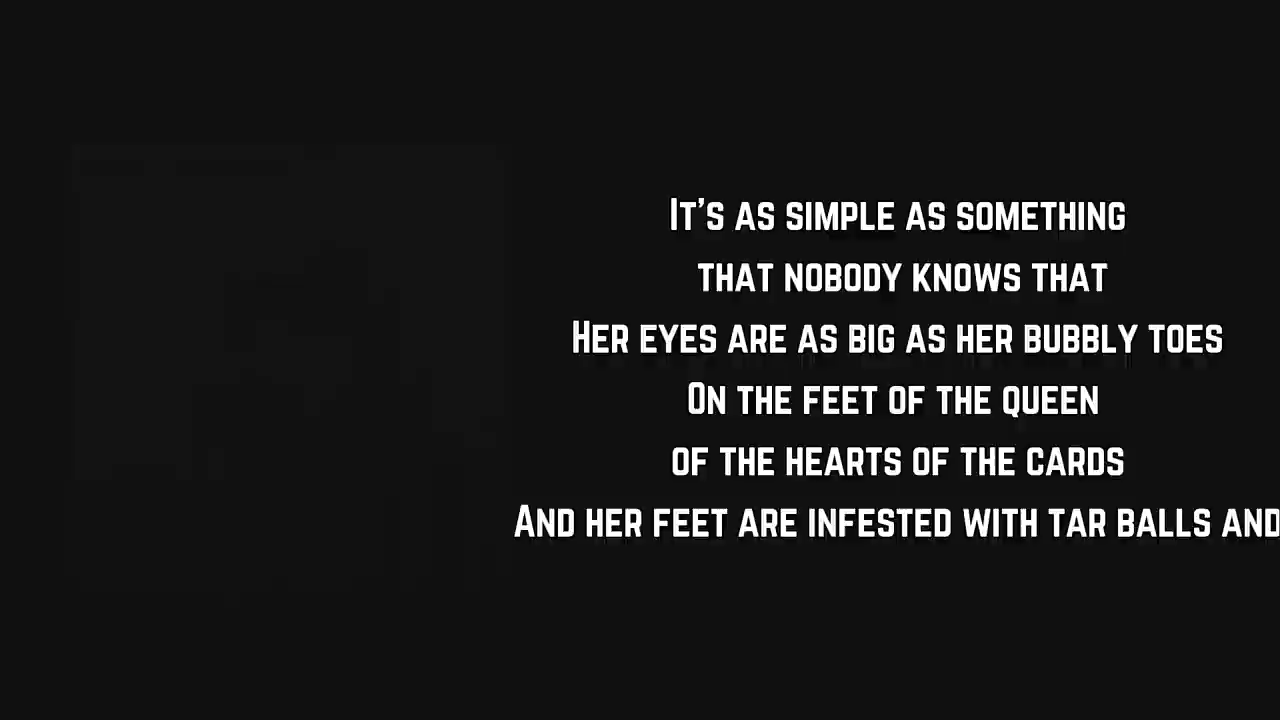 It's as simple as something
that nobody knows that
Her eyes are as big as her bubbly toes
On the feet of the queen
of the hearts of the cards
And her feet are infested with tar balls and